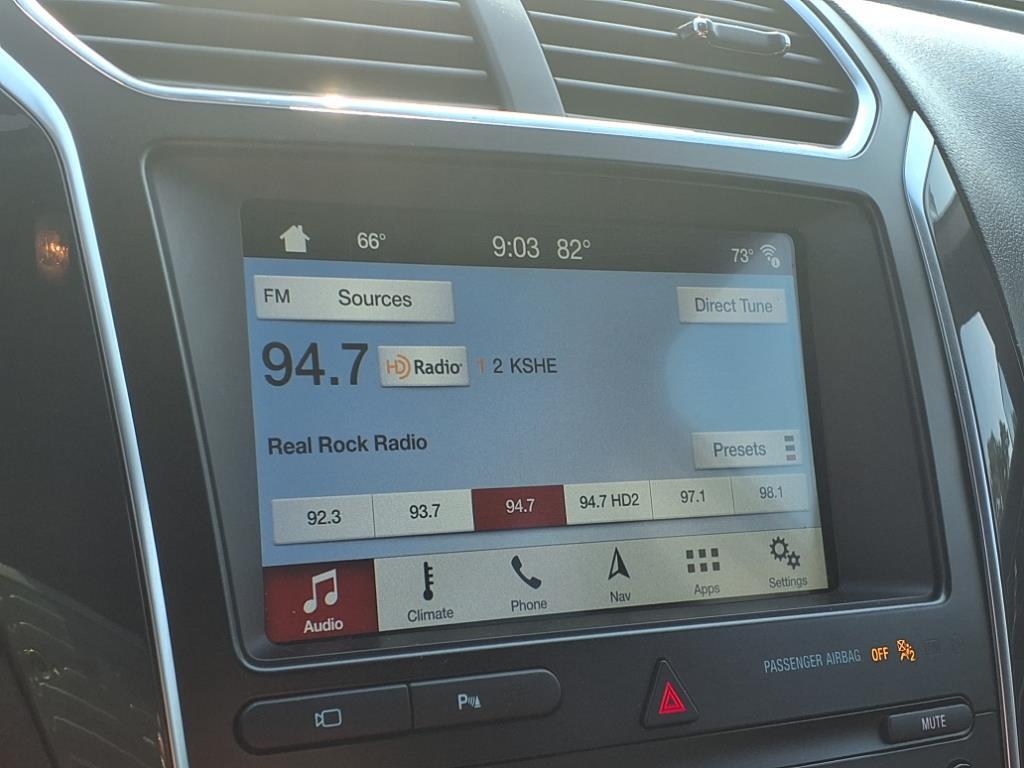 66° 9:03 82° 73°
FM Sources Direct Tune
94.7 HD Radio 1 2 KSHE
Real Rock Radio Presets
92.3 93.7 94.7 94.7 HD2 97.1 98.1
Audio Climate Phone Nav Apps Settings
PASSENGER AIRBAG OFF 2
P
MUTE